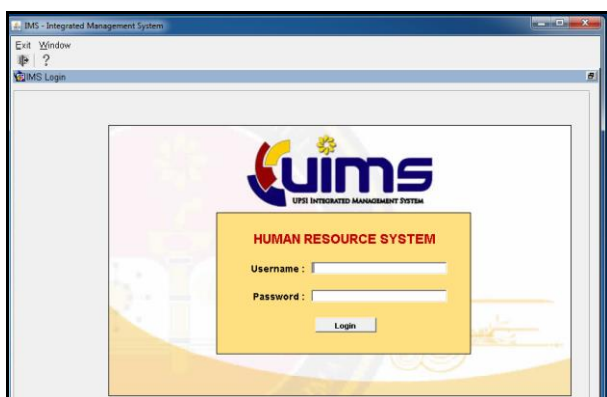 IMS - Integrated Management System
Exit Window
?
IMS Login
uims
UPSI INTEGRATED MANAGEMENT SYSTEM
HUMAN RESOURCE SYSTEM
Username :
Password :
Login